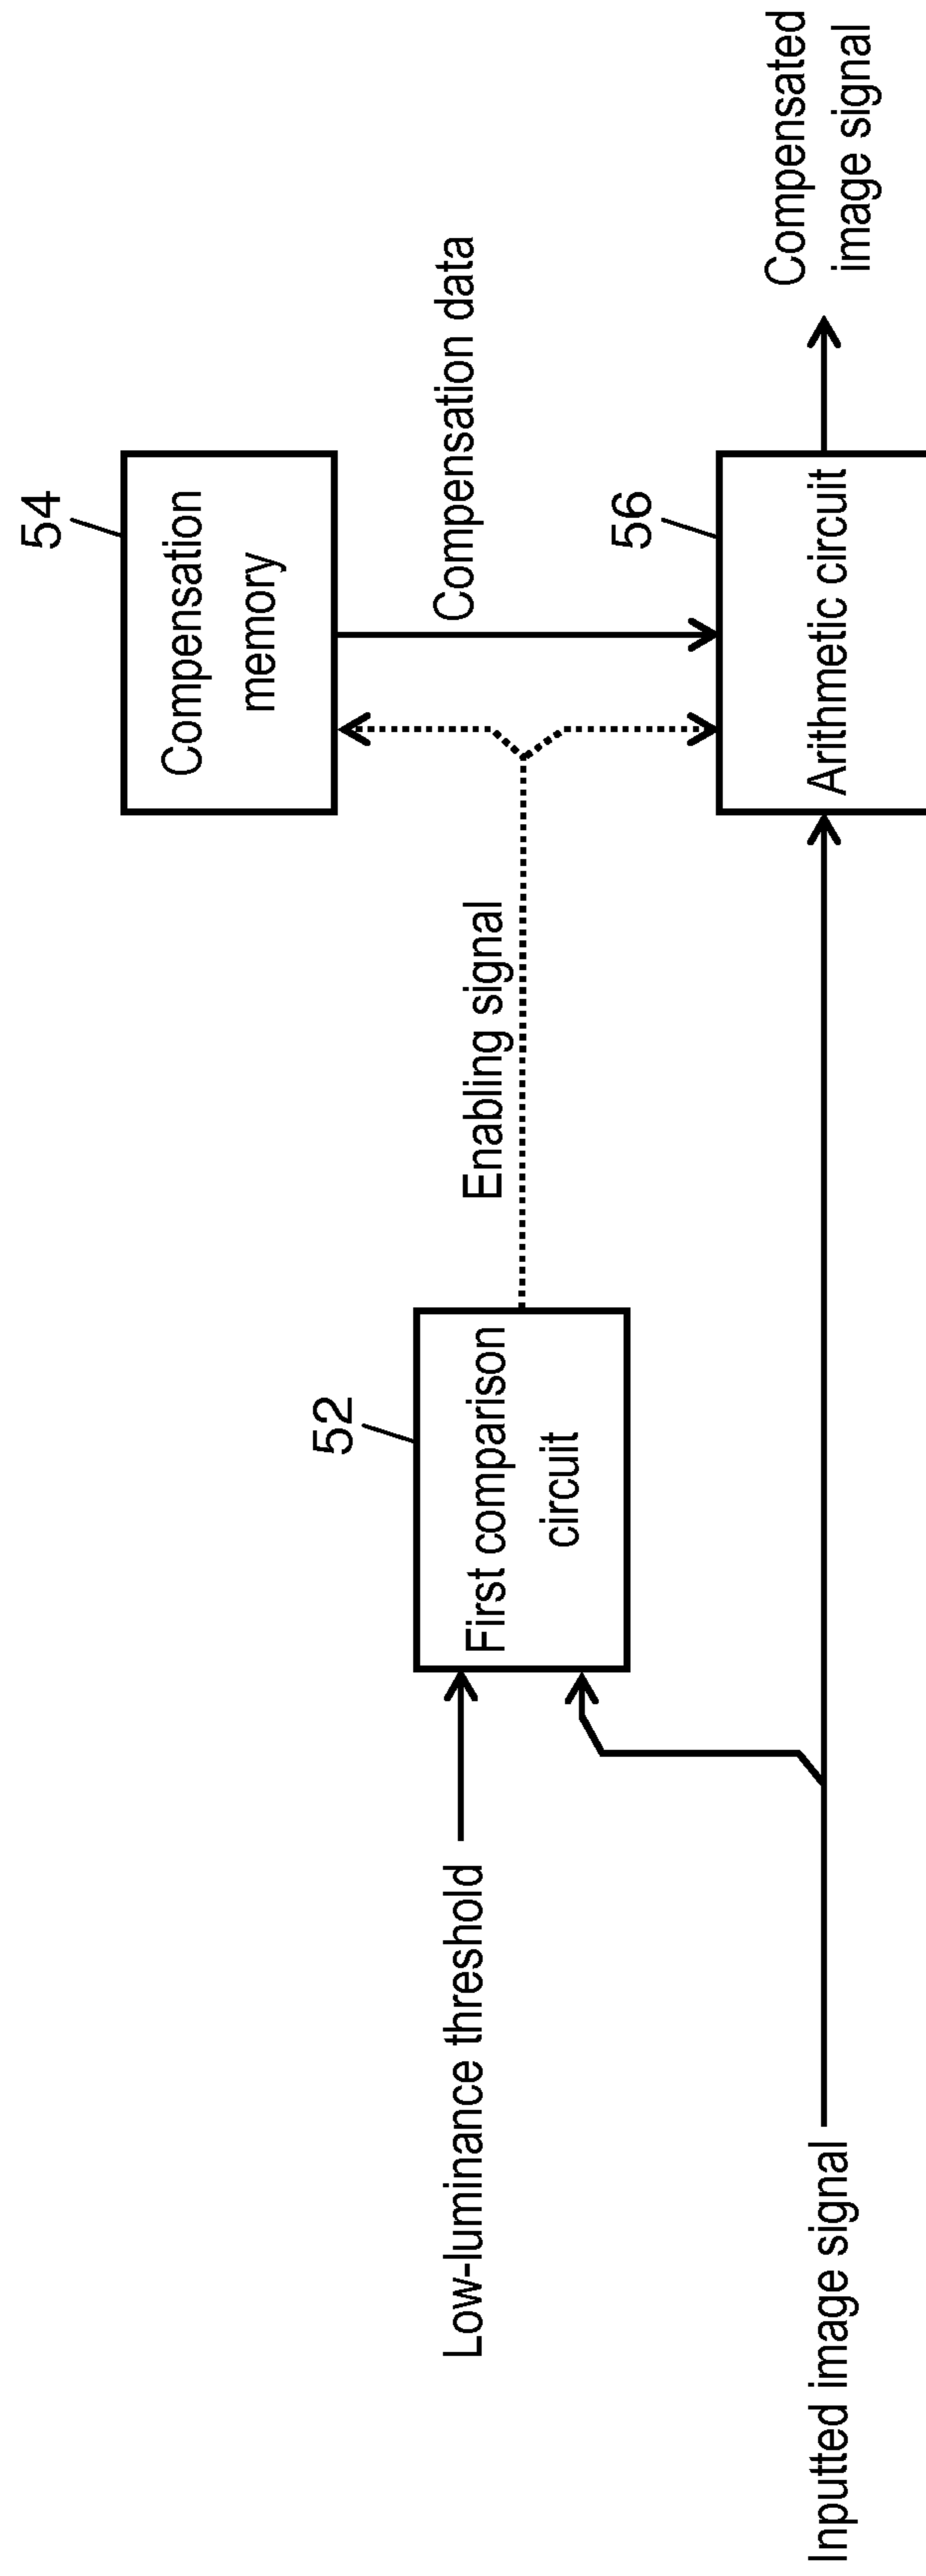 54
Compensation
memory
Compensation data
Compensated
image signal
56
Arithmetic circuit
Enabling signal
52
First comparison
circuit
Low-luminance threshold
Inputted image signal